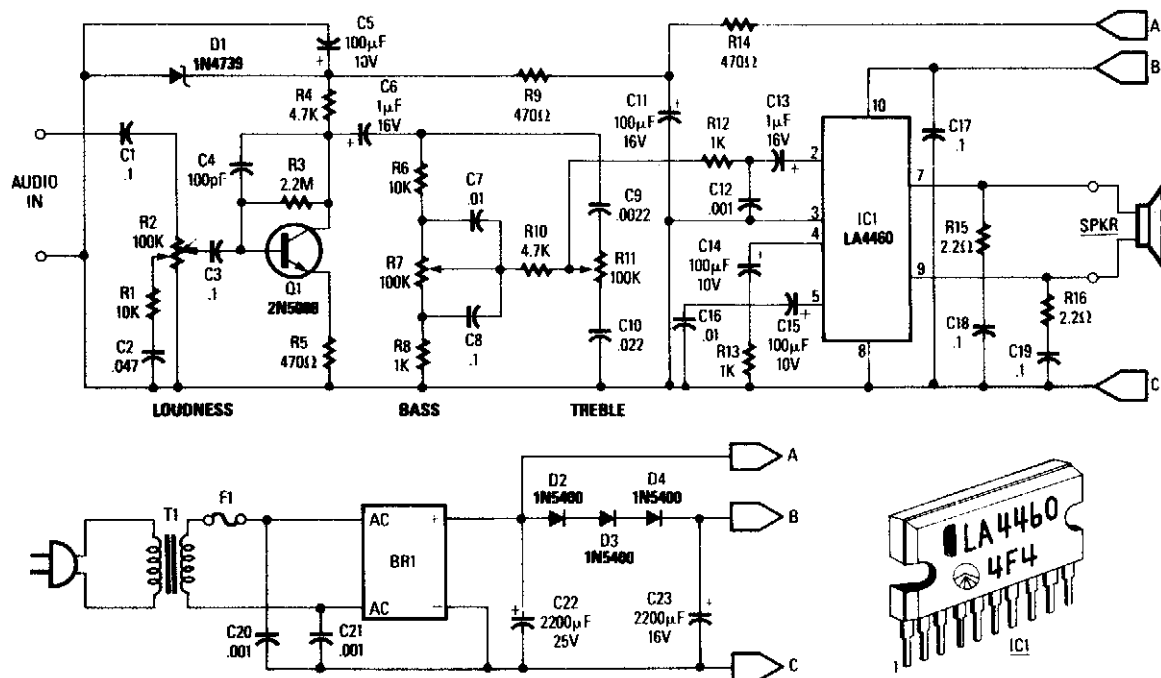 C5
100µF
10V
+
D1
1N4739
R4
4.7K
C6
1µF
16V
+
R9
470Ω
R14
470Ω
A
B
C11
100µF
16V
+
R12
1K
C13
1µF
16V
+
10
C17
.1
C1
.1
AUDIO
IN
C4
100pF
R3
2.2M
R6
10K
C7
.01
C9
.0022
C12
.001
2
3
4
5
7
9
8
IC1
LA4460
R15
2.2Ω
SPKR
R2
100K
C3
.1
Q1
R7
100K
R10
4.7K
R11
100K
C14
100µF
10V
+
R1
10K
C2
.047
R5
470Ω
C8
.1
R8
1K
C10
.022
C16
.01
R13
1K
C15
100µF
10V
+
C18
.1
R16
2.2Ω
C19
.1
C
LOUDNESS
BASS
TREBLE
T1
F1
AC
AC
+
−
BR1
D2
1N5400
D3
1N5400
D4
1N5400
A
B
C20
.001
C21
.001
C22
2200µF
25V
+
C23
2200µF
16V
+
C
LA4460
4F4
1
IC1